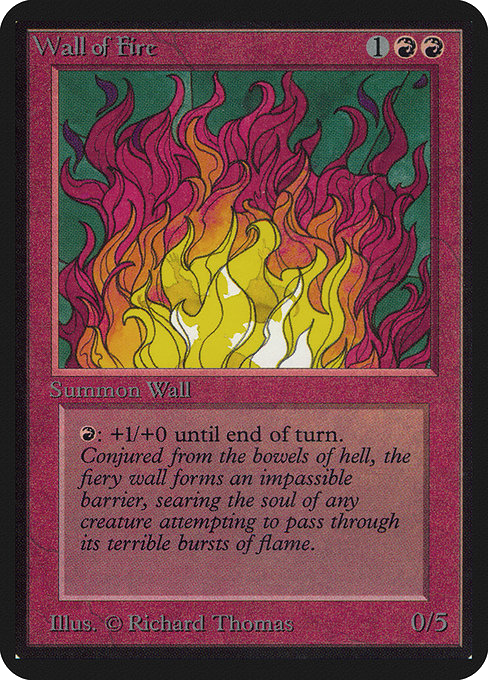 Wall of Fire 1
Summon Wall
: +1/+0 until end of turn.
Conjured from the bowels of hell, the
fiery wall forms an impassible
barrier, searing the soul of any
creature attempting to pass through
its terrible bursts of flame.
Illus. © Richard Thomas 0/5